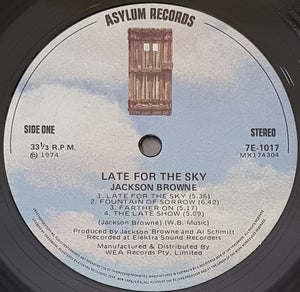 ASYLUM RECORDS
SIDE ONE
33⅓ R.P.M.
℗ 1974
STEREO
7E-1017
MX174304
LATE FOR THE SKY
JACKSON BROWNE
1. LATE FOR THE SKY (5.36)
2. FOUNTAIN OF SORROW (6.42)
3. FARTHER ON (5.17)
4. THE LATE SHOW (5.09)
(Jackson Browne) (W.B. Music)
Produced by Jackson Browne and Al Schmitt
Recorded at Elektra Sound Recorders
Manufactured & Distributed By
WEA Records Pty. Limited